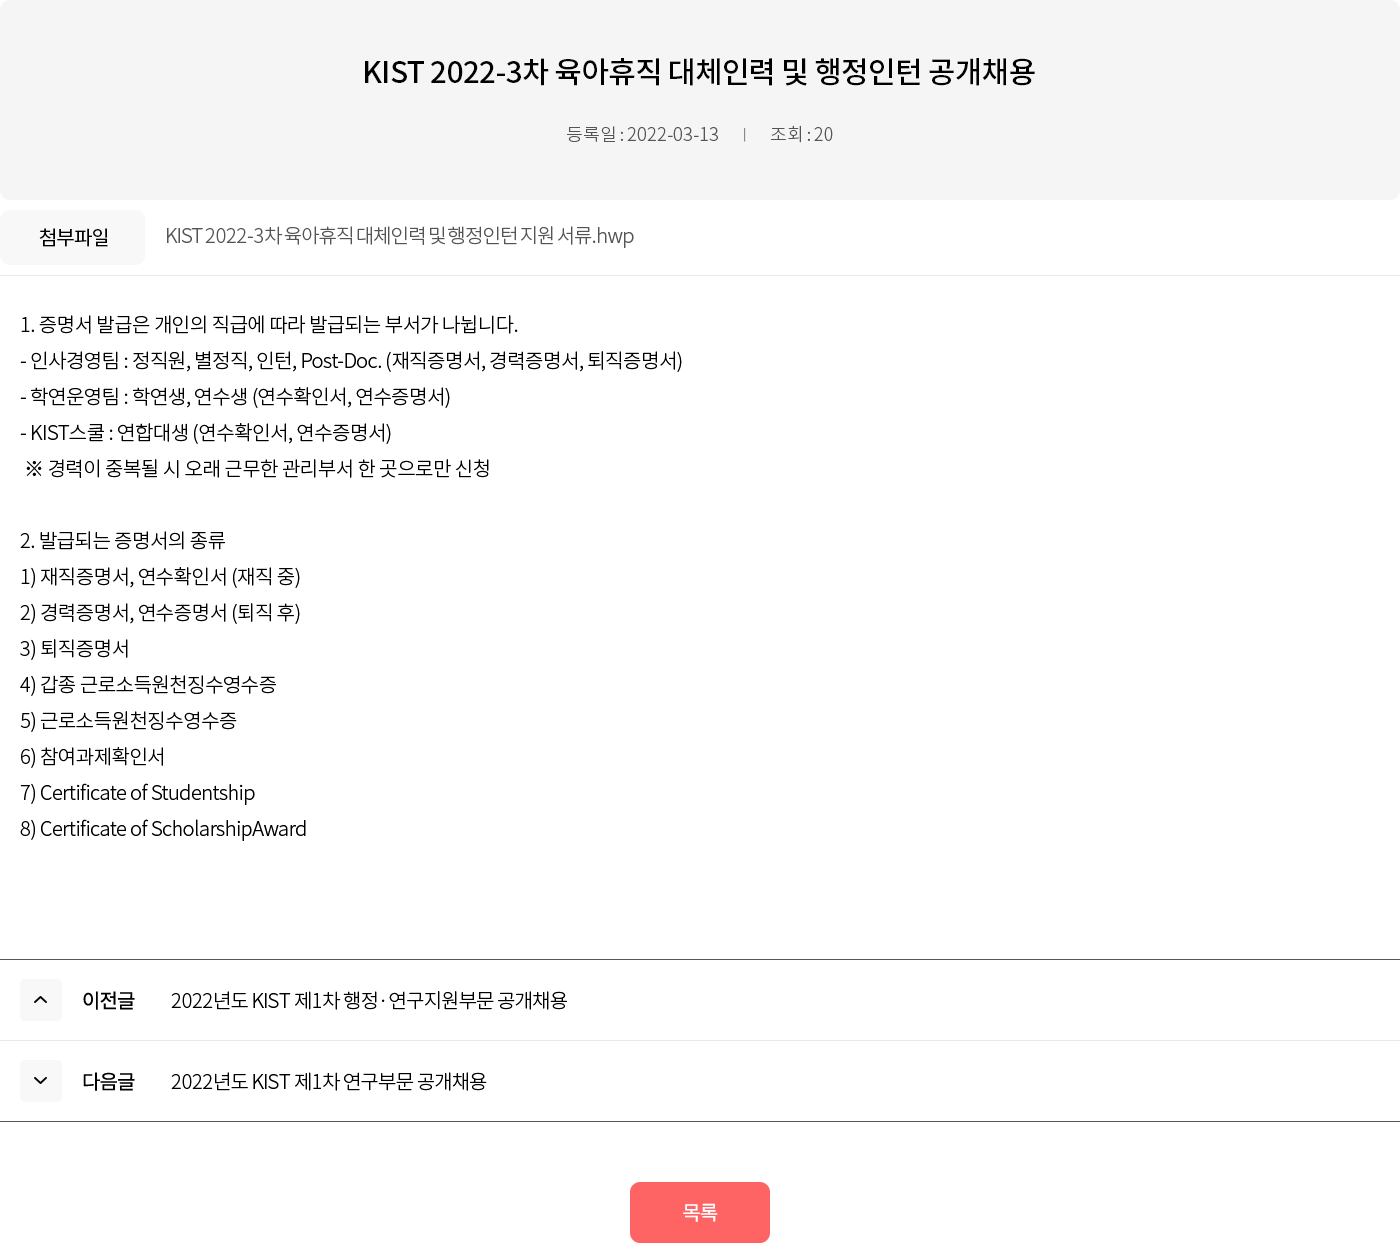 KIST 2022-3차 육아휴직 대체인력 및 행정인턴 공개채용
등록일 : 2022-03-13 | 조회 : 20
첨부파일 KIST 2022-3차 육아휴직 대체인력 및 행정인턴 지원 서류.hwp
1. 증명서 발급은 개인의 직급에 따라 발급되는 부서가 나뉩니다.
- 인사경영팀 : 정직원, 별정직, 인턴, Post-Doc. (재직증명서, 경력증명서, 퇴직증명서)
- 학연운영팀 : 학연생, 연수생 (연수확인서, 연수증명서)
- KIST스쿨 : 연합대생 (연수확인서, 연수증명서)
※ 경력이 중복될 시 오래 근무한 관리부서 한 곳으로만 신청
2. 발급되는 증명서의 종류
1) 재직증명서, 연수확인서 (재직 중)
2) 경력증명서, 연수증명서 (퇴직 후)
3) 퇴직증명서
4) 갑종 근로소득원천징수영수증
5) 근로소득원천징수영수증
6) 참여과제확인서
7) Certificate of Studentship
8) Certificate of ScholarshipAward
이전글 2022년도 KIST 제1차 행정·연구지원부문 공개채용
다음글 2022년도 KIST 제1차 연구부문 공개채용
목록